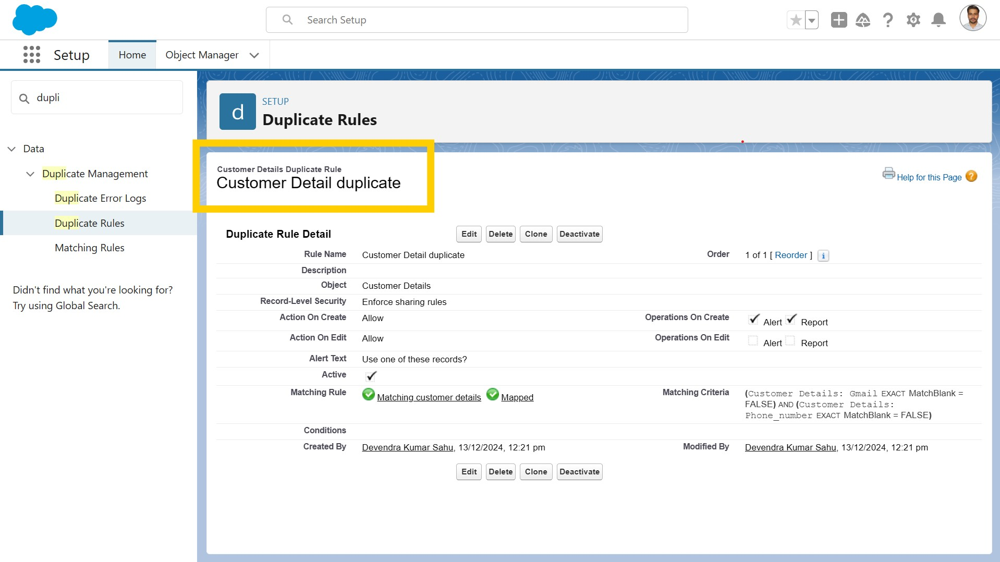 Search Setup
Setup
Home
Object Manager
dupli
Data
Duplicate Management
Duplicate Error Logs
Duplicate Rules
Matching Rules
Didn't find what you're looking for?
Try using Global Search.
d
SETUP
Duplicate Rules
Customer Details Duplicate Rule
Customer Detail duplicate
Help for this Page ?
Duplicate Rule Detail
Edit Delete Clone Deactivate
Rule Name Customer Detail duplicate Order 1 of 1 [ Reorder ] i
Description
Object Customer Details
Record-Level Security Enforce sharing rules
Action On Create Allow Operations On Create Alert Report
Action On Edit Allow Operations On Edit Alert Report
Alert Text Use one of these records?
Active
Matching Rule Matching customer details Mapped Matching Criteria (Customer Details: Gmail EXACT MatchBlank =
FALSE) AND (Customer Details:
Phone_number EXACT MatchBlank = FALSE)
Conditions
Created By Devendra Kumar Sahu, 13/12/2024, 12:21 pm Modified By Devendra Kumar Sahu, 13/12/2024, 12:21 pm
Edit Delete Clone Deactivate